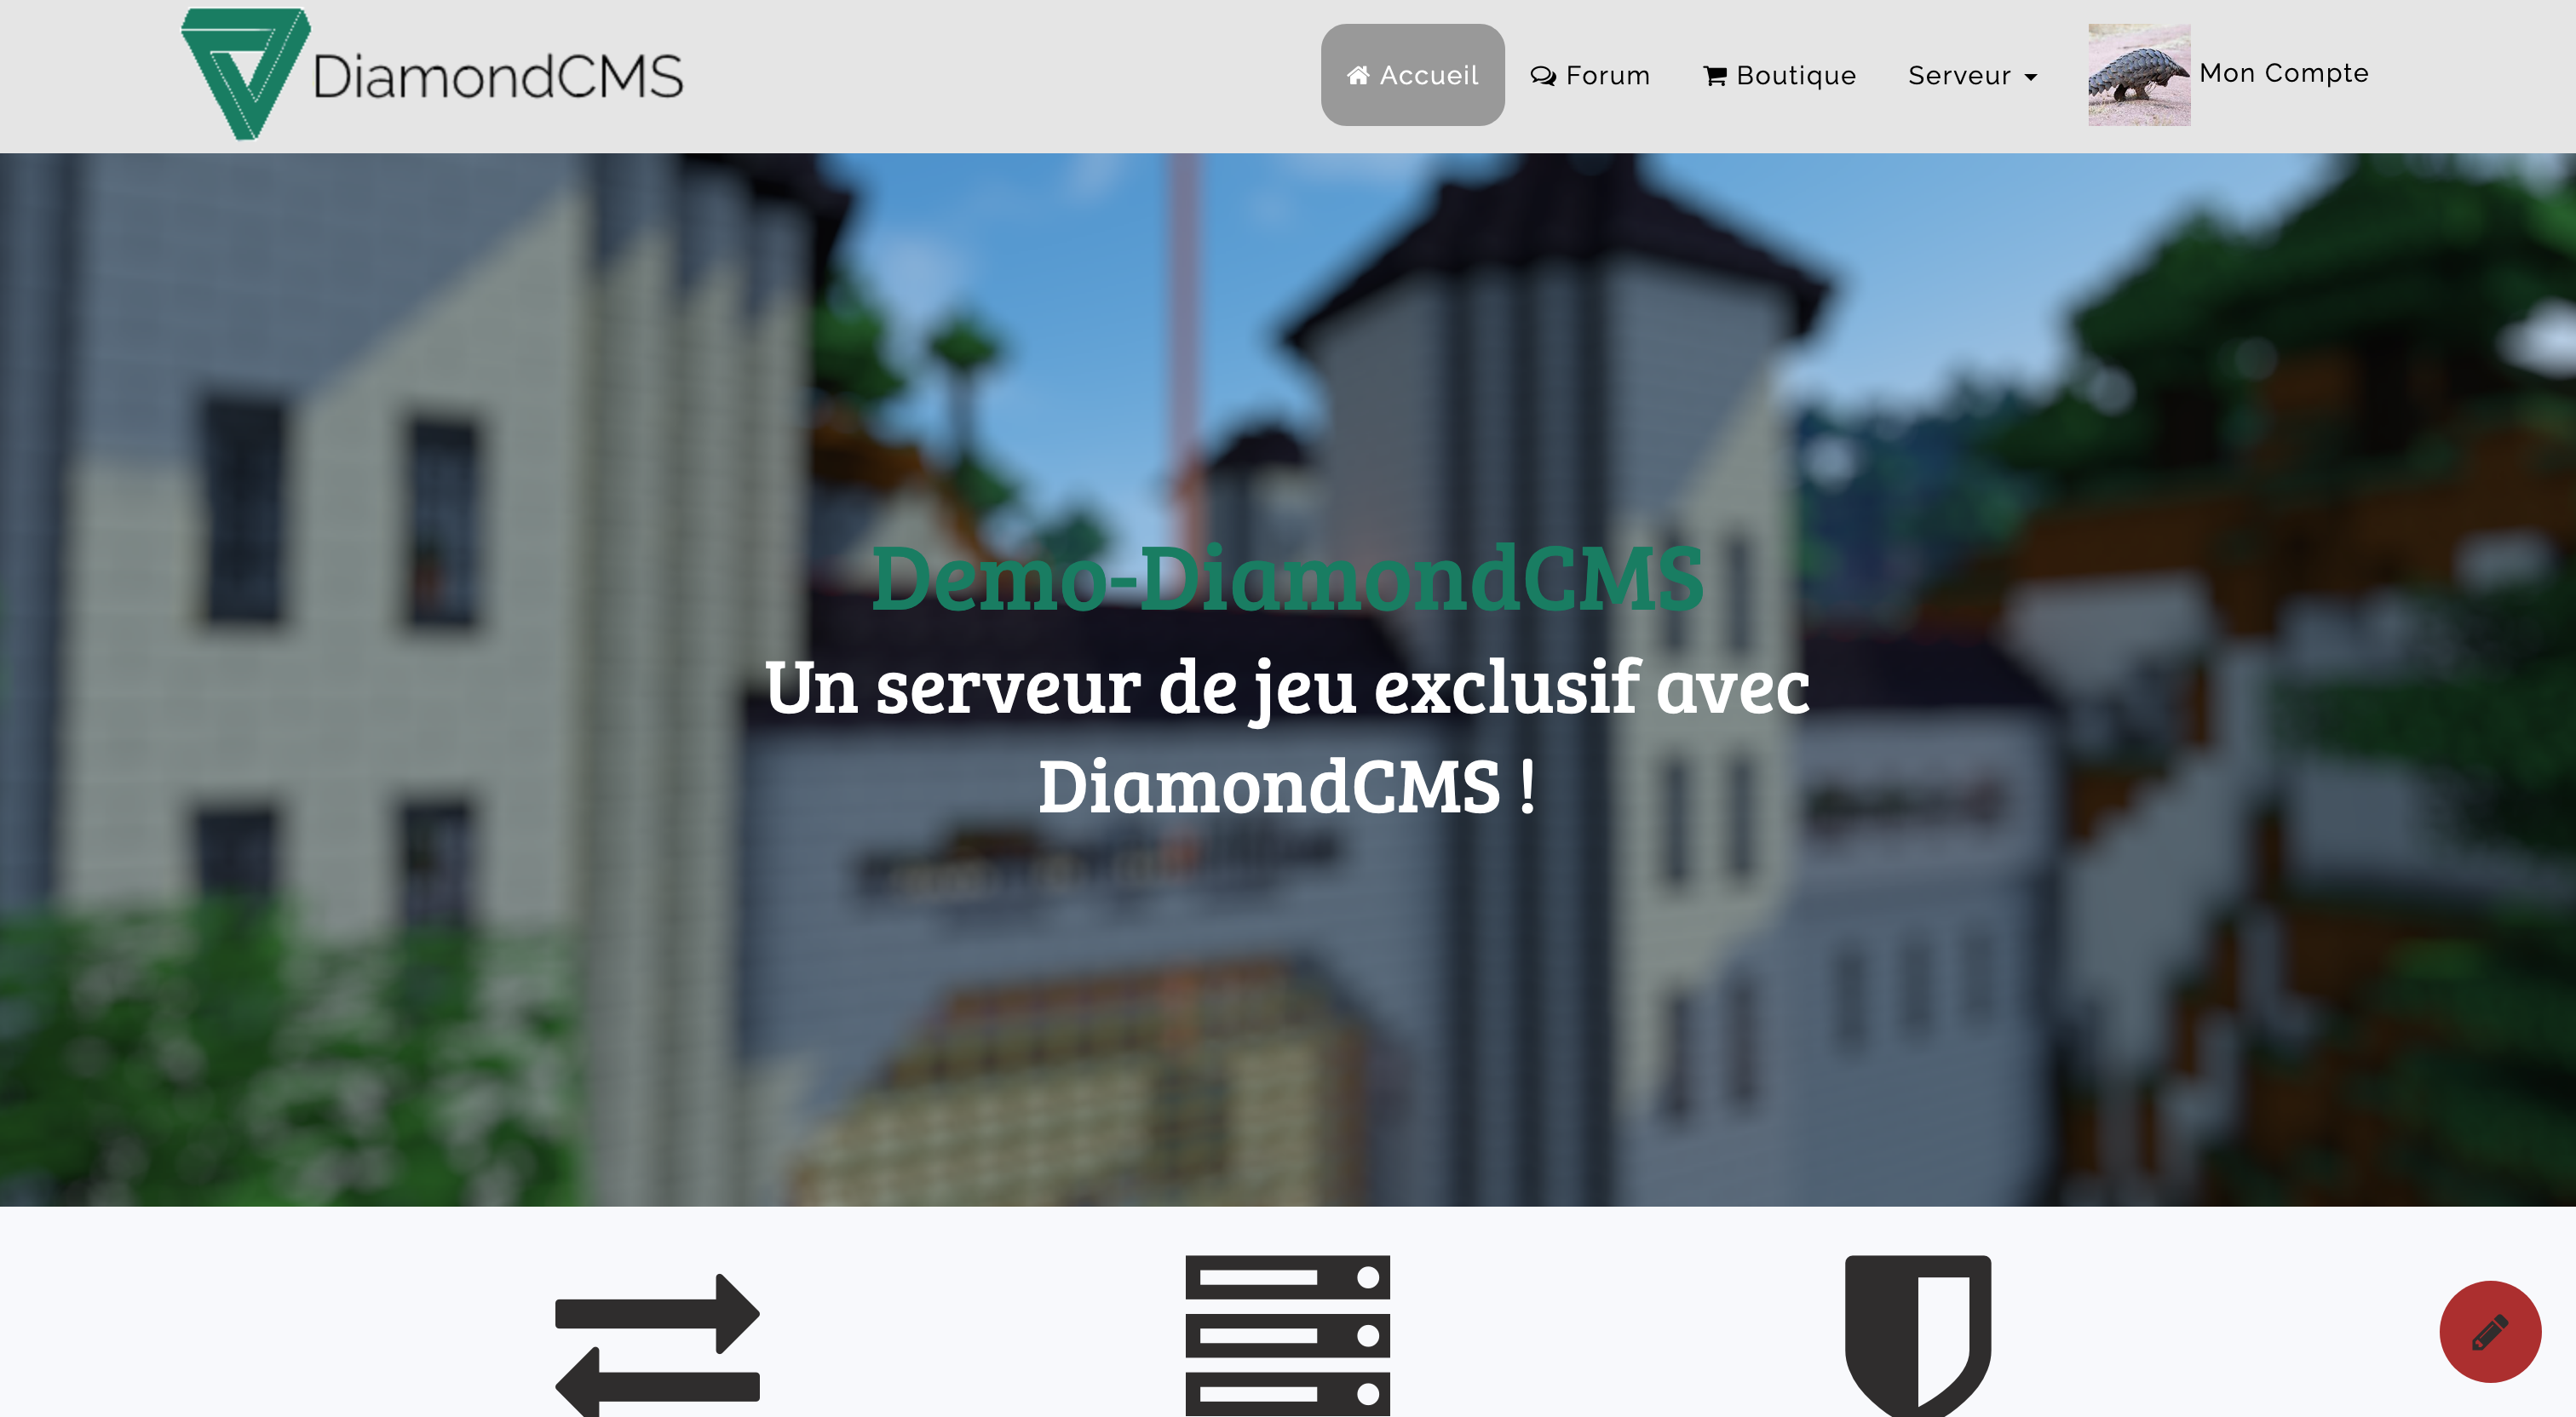 DiamondCMS
Accueil
Forum
Boutique
Serveur
Mon Compte
Demo-DiamondCMS
Un serveur de jeu exclusif avec
DiamondCMS !